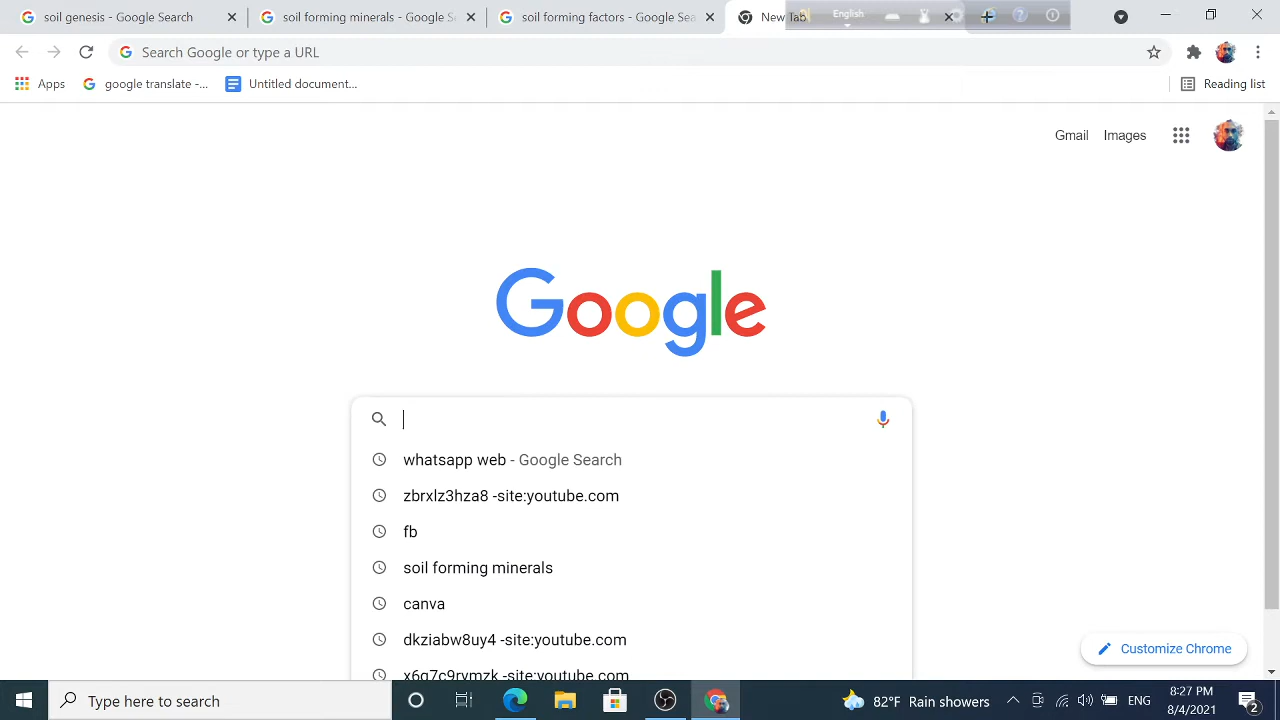 soil genesis - Google Search
soil forming minerals - Google S
soil forming factors - Google Sea
New Tab
English
Search Google or type a URL
Apps
google translate -...
Untitled document...
Reading list
Gmail
Images
Google
whatsapp web - Google Search
zbrxlz3hza8 -site:youtube.com
fb
soil forming minerals
canva
dkziabw8uy4 -site:youtube.com
-site:youtube.com
Customize Chrome
Type here to search
82°F Rain showers
ENG
8:27 PM
8/4/2021
2